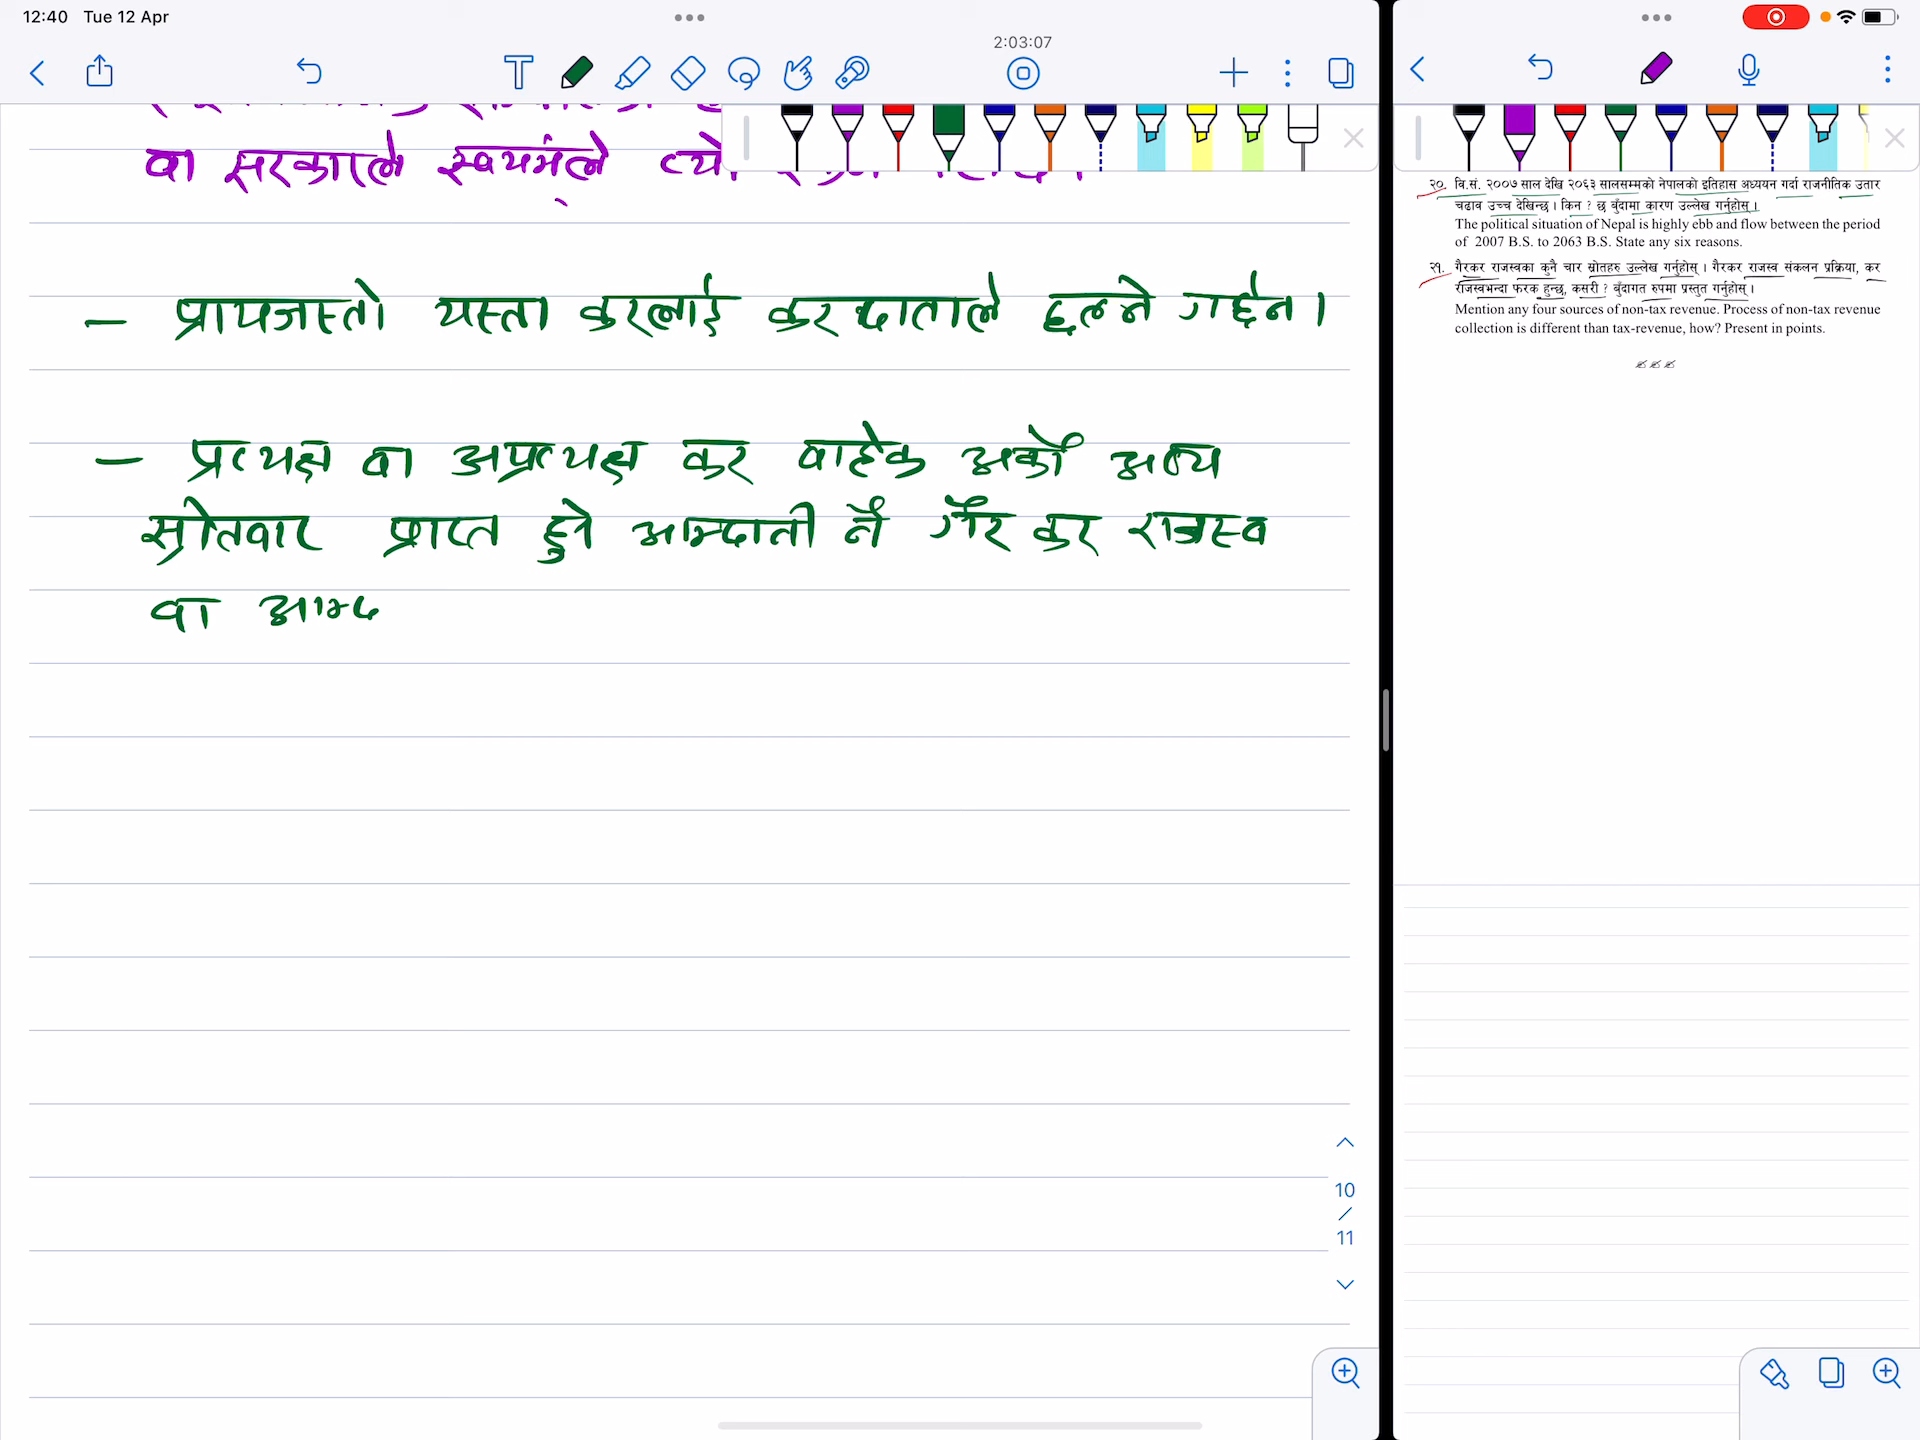 12:40 Tue 12 Apr
2:03:07
वा सरकारले स्वयमंले त्यो
– प्रायजस्तो यस्ता करलाई करदाताले छल्ने गर्दैन।
– प्रत्यक्ष वा अप्रत्यक्ष कर बाहेक अर्को अन्य
स्रोतबाट प्राप्त हुने आम्दानी नै गैर कर राजस्व
वा आम्द
10
/
11
२०. वि.सं. २००७ साल देखि २०६३ सालसम्मको नेपालको इतिहास अध्ययन गर्दा राजनीतिक उतार
चढाव उच्च देखिन्छ । किन ? छ बुँदामा कारण उल्लेख गर्नुहोस् ।
The political situation of Nepal is highly ebb and flow between the period
of 2007 B.S. to 2063 B.S. State any six reasons.
२१. गैरकर राजस्वका कुनै चार स्रोतहरु उल्लेख गर्नुहोस् । गैरकर राजस्व संकलन प्रक्रिया, कर
राजस्वभन्दा फरक हुन्छ, कसरी ? बुँदागत रुपमा प्रस्तुत गर्नुहोस् ।
Mention any four sources of non-tax revenue. Process of non-tax revenue
collection is different than tax-revenue, how? Present in points.